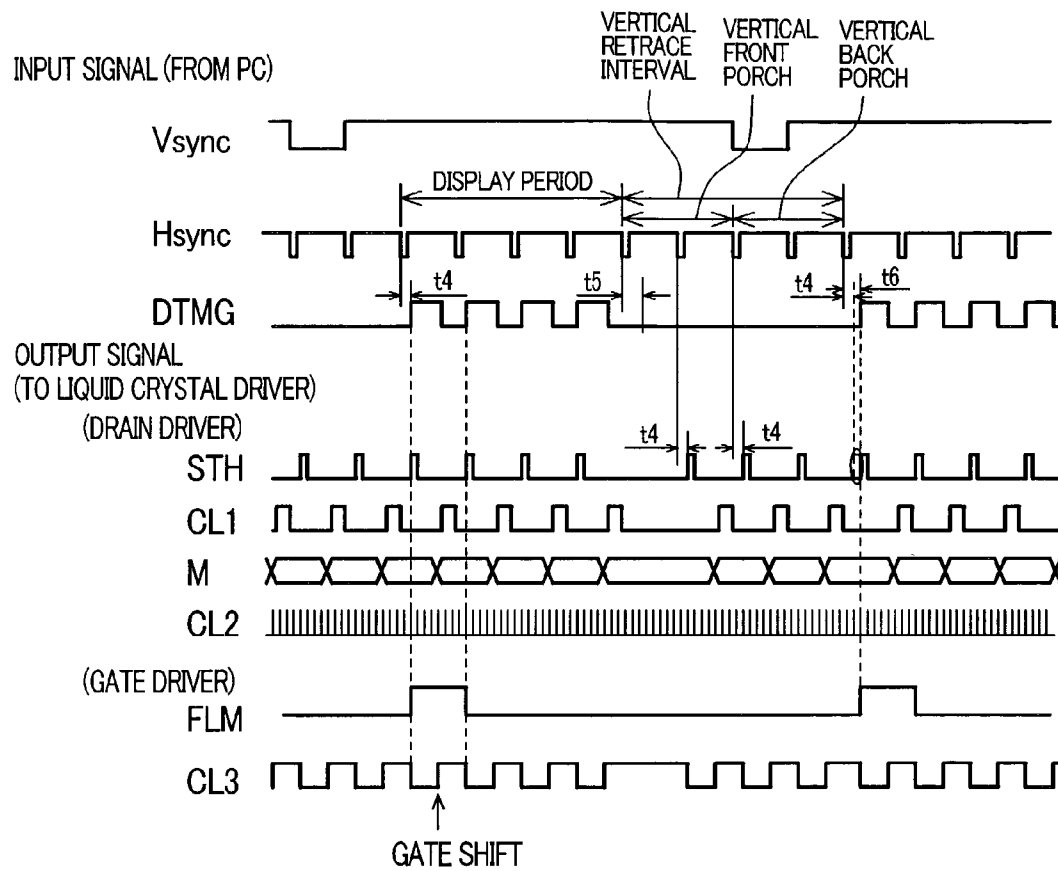 VERTICAL
RETRACE
INTERVAL
VERTICAL
FRONT
PORCH
VERTICAL
BACK
PORCH
INPUT SIGNAL (FROM PC)
Vsync
DISPLAY PERIOD
Hsync
t4
t5
t4
t6
DTMG
OUTPUT SIGNAL
(TO LIQUID CRYSTAL DRIVER)
(DRAIN DRIVER)
t4
t4
STH
CL1
M
CL2
(GATE DRIVER)
FLM
CL3
GATE SHIFT